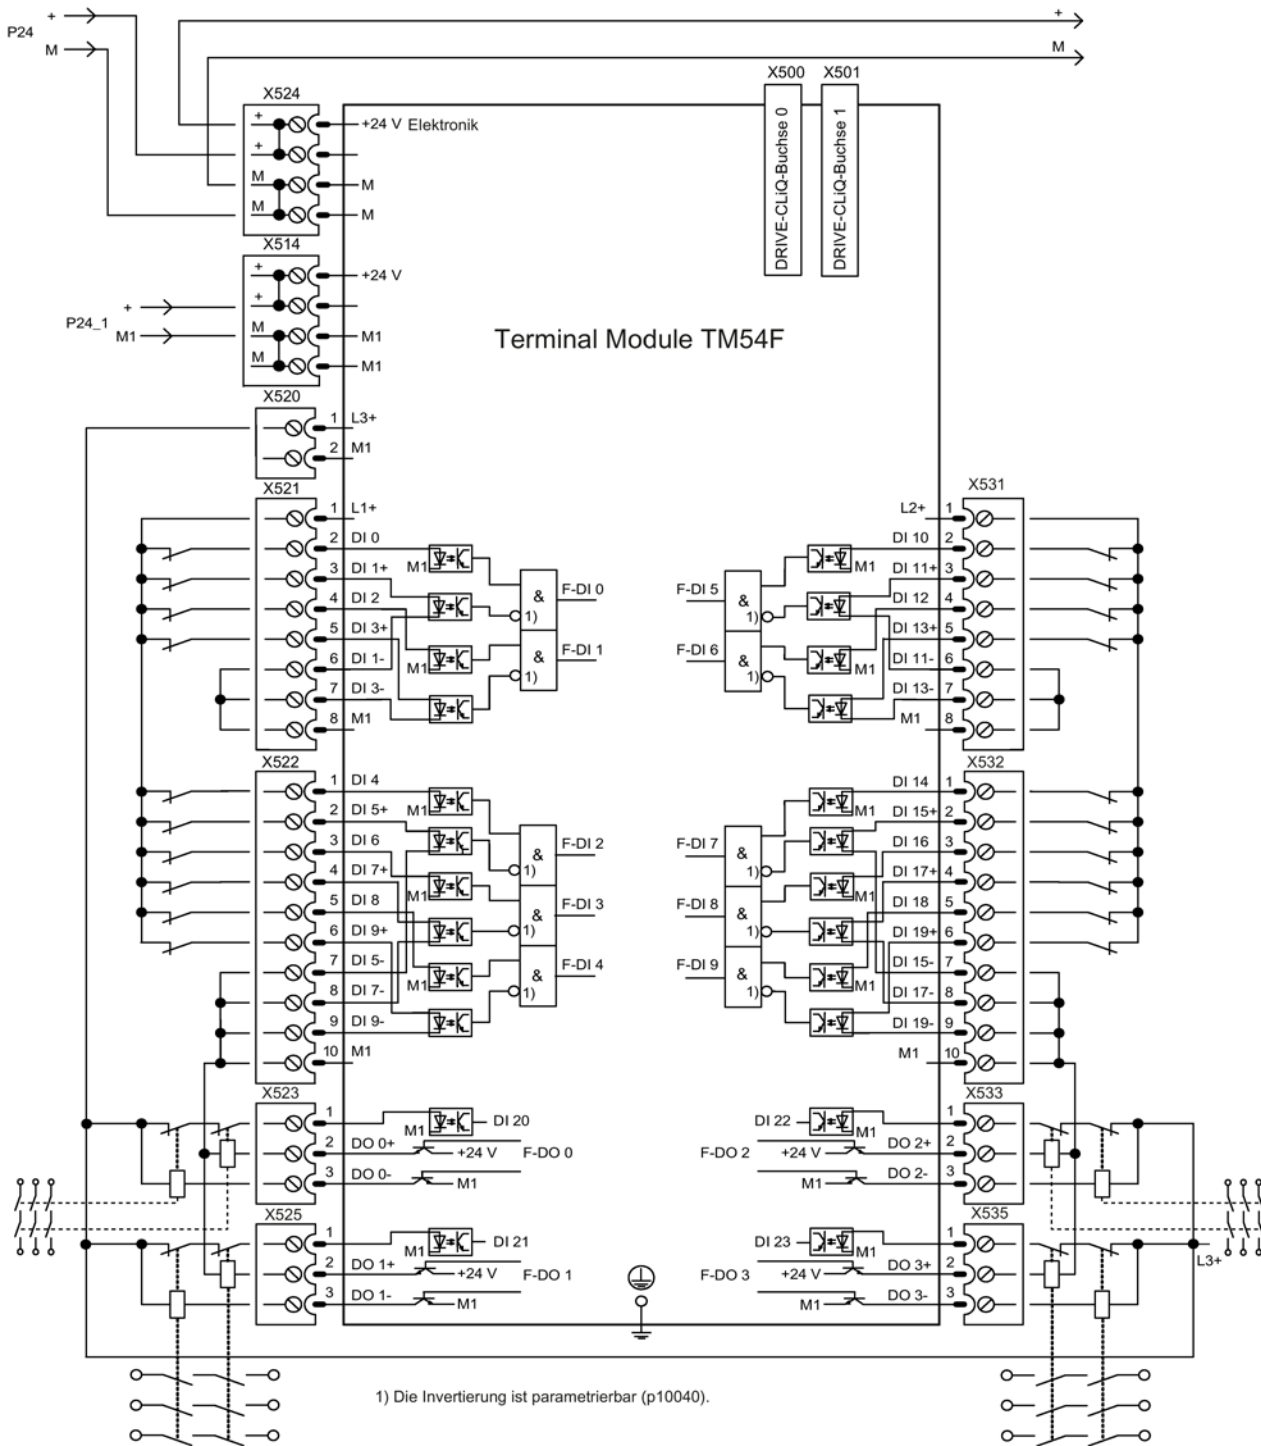 P24
+
M
+
M
X500 X501
DRIVE-CLiQ-Buchse 0
DRIVE-CLiQ-Buchse 1
X524
+ +24 V Elektronik
+
M M
M M
X514
+ +24 V
+
M M1
M M1
P24_1
+
M1
Terminal Module TM54F
X520
1 L3+
2 M1
X521
1 L1+
2 DI 0
3 DI 1+
4 DI 2
5 DI 3+
6 DI 1-
7 DI 3-
8 M1
M1
M1
& 1) F-DI 0
& 1) F-DI 1
X531
L2+ 1
DI 10 2
DI 11+ 3
DI 12 4
DI 13+ 5
DI 11- 6
DI 13- 7
M1 8
M1
M1
F-DI 5 & 1)
F-DI 6 & 1)
X522
1 DI 4
2 DI 5+
3 DI 6
4 DI 7+
5 DI 8
6 DI 9+
7 DI 5-
8 DI 7-
9 DI 9-
10 M1
M1
M1
M1
& 1) F-DI 2
& 1) F-DI 3
& 1) F-DI 4
X532
DI 14 1
DI 15+ 2
DI 16 3
DI 17+ 4
DI 18 5
DI 19+ 6
DI 15- 7
DI 17- 8
DI 19- 9
M1 10
M1
M1
M1
F-DI 7 & 1)
F-DI 8 & 1)
F-DI 9 & 1)
X523
1 M1 DI 20
2 DO 0+ +24 V F-DO 0
3 DO 0- M1
X533
DI 22 M1 1
F-DO 2 +24 V DO 2+ 2
M1 DO 2- 3
X525
1 M1 DI 21
2 DO 1+ +24 V F-DO 1
3 DO 1- M1
X535
DI 23 M1 1
F-DO 3 +24 V DO 3+ 2
M1 DO 3- 3
L3+
1) Die Invertierung ist parametrierbar (p10040).